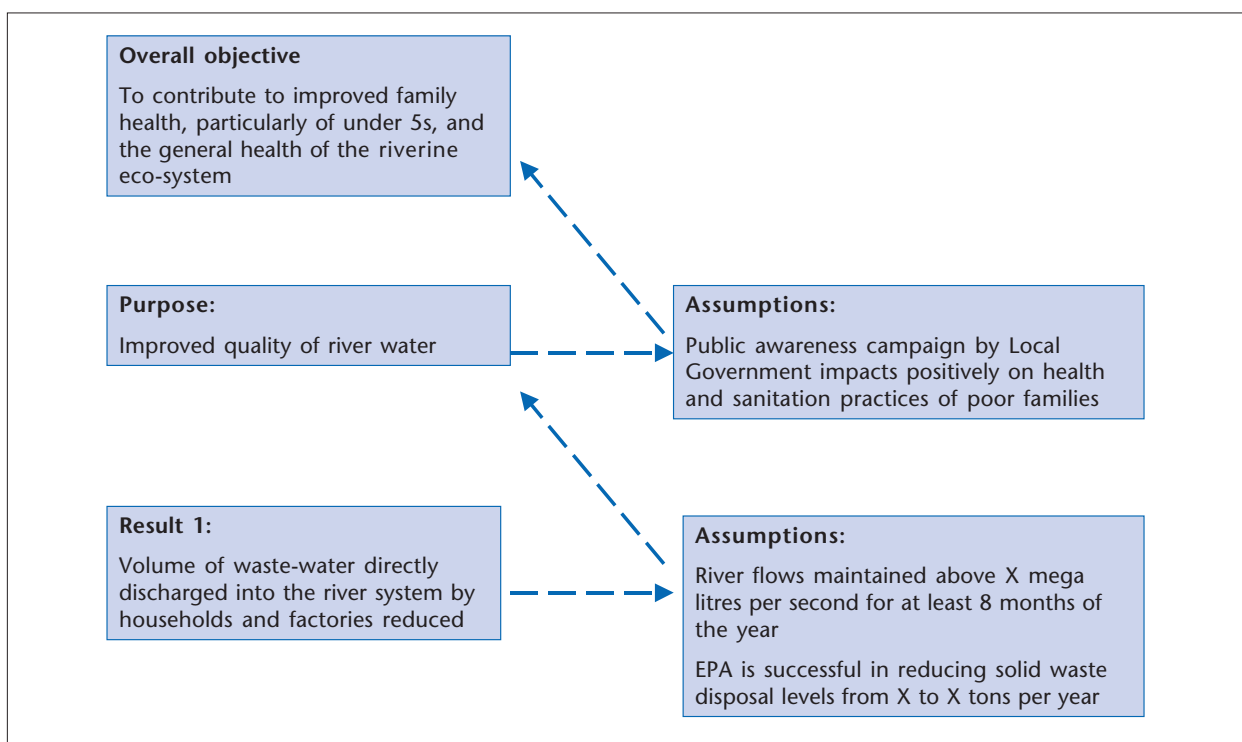 Overall objective
To contribute to improved family
health, particularly of under 5s, and
the general health of the riverine
eco-system
Purpose:
Improved quality of river water
Assumptions:
Public awareness campaign by Local
Government impacts positively on health
and sanitation practices of poor families
Result 1:
Volume of waste-water directly
discharged into the river system by
households and factories reduced
Assumptions:
River flows maintained above X mega
litres per second for at least 8 months of
the year
EPA is successful in reducing solid waste
disposal levels from X to X tons per year